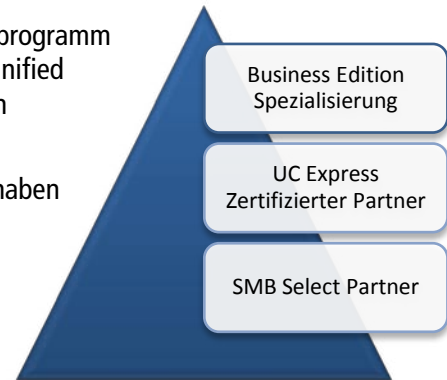 programm
nified
n
haben
Business Edition
Spezialisierung
UC Express
Zertifizierter Partner
SMB Select Partner